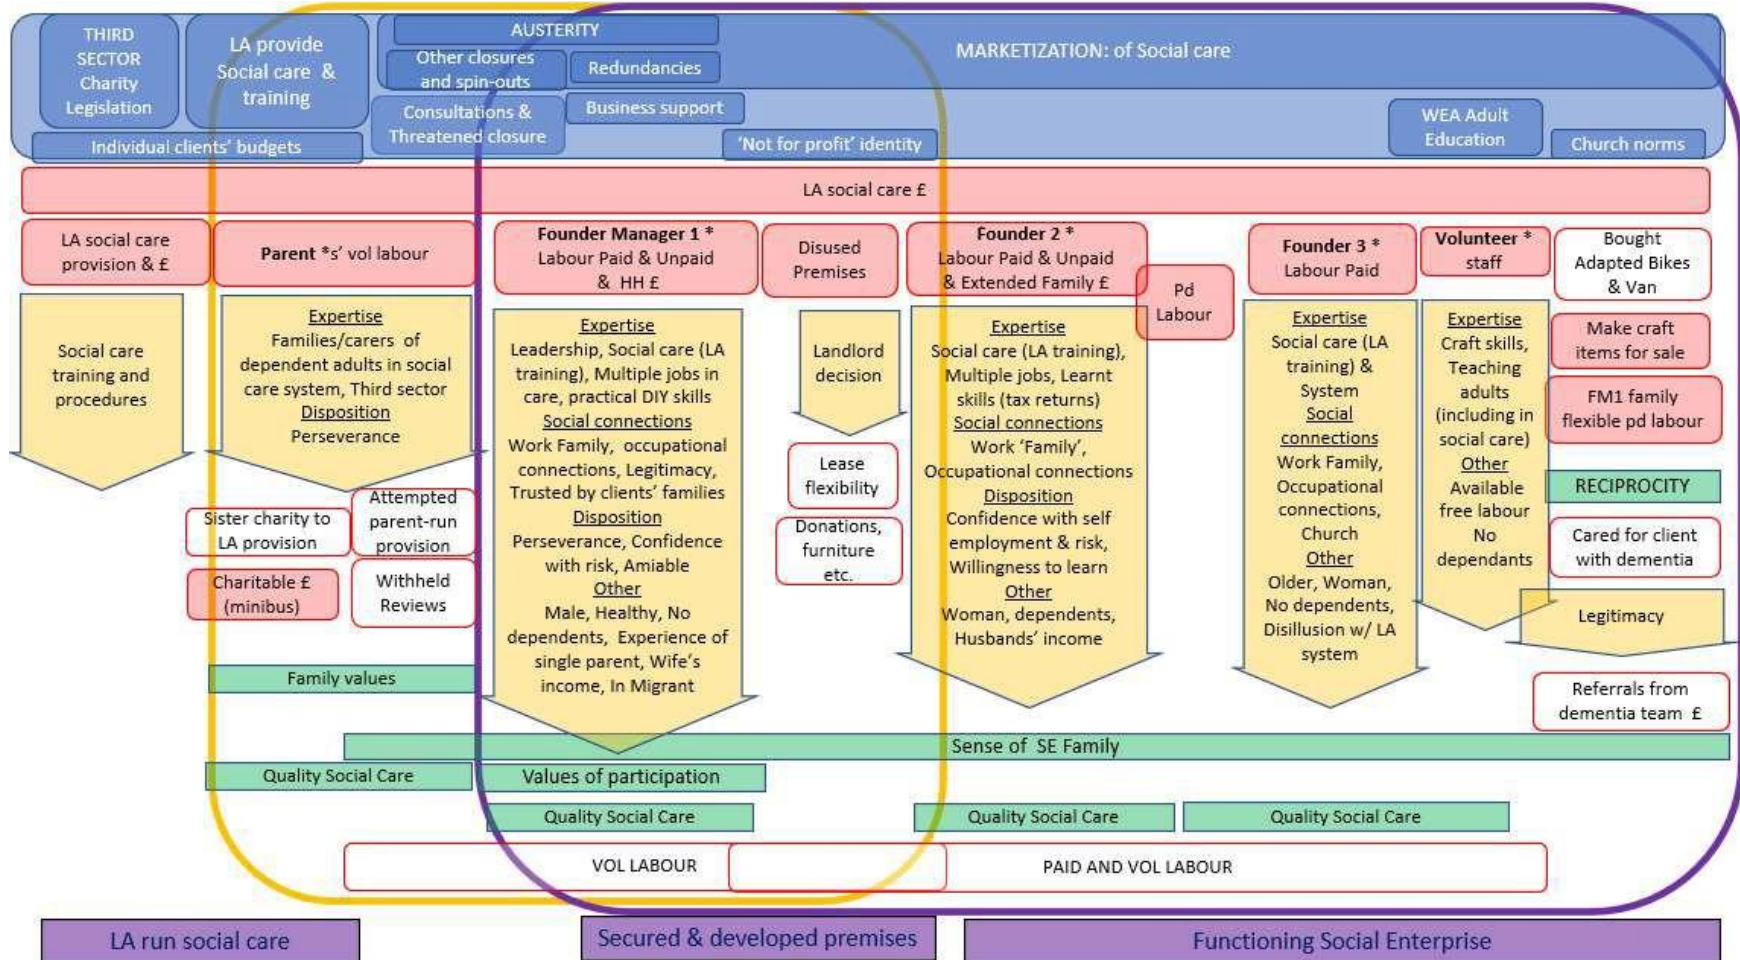 THIRD
SECTOR
Charity
Legislation
LA provide
Social care &
training
Individual clients' budgets
AUSTERITY
Other closures
and spin-outs
Redundancies
Consultations &
Threatened closure
Business support
'Not for profit' identity
MARKETIZATION: of Social care
WEA Adult
Education
Church norms
LA social care £
LA social care
provision & £
Parent *s' vol labour
Founder Manager 1 *
Labour Paid & Unpaid
& HH £
Disused
Premises
Founder 2 *
Labour Paid & Unpaid
& Extended Family £
Pd
Labour
Founder 3 *
Labour Paid
Volunteer *
staff
Bought
Adapted Bikes
& Van
Social care
training and
procedures
Expertise
Families/carers of
dependent adults in social
care system, Third sector
Disposition
Perseverance
Expertise
Leadership, Social care (LA
training), Multiple jobs in
care, practical DIY skills
Social connections
Work Family, occupational
connections, Legitimacy,
Trusted by clients' families
Disposition
Perseverance, Confidence
with risk, Amiable
Other
Male, Healthy, No
dependents, Experience of
single parent, Wife's
income, In Migrant
Landlord
decision
Lease
flexibility
Donations,
furniture
etc.
Expertise
Social care (LA training),
Multiple jobs, Learnt
skills (tax returns)
Social connections
Work 'Family',
Occupational connections
Disposition
Confidence with self
employment & risk,
Willingness to learn
Other
Woman, dependents,
Husbands' income
Expertise
Social care (LA
training) &
System
Social
connections
Work Family,
Occupational
connections,
Church
Other
Older, Woman,
No dependents,
Disillusion w/ LA
system
Expertise
Craft skills,
Teaching
adults
(including in
social care)
Other
Available
free labour
No
dependants
Make craft
items for sale
FM1 family
flexible pd labour
RECIPROCITY
Cared for client
with dementia
Legitimacy
Referrals from
dementia team £
Sister charity to
LA provision
Attempted
parent-run
provision
Charitable £
(minibus)
Withheld
Reviews
Family values
Sense of SE Family
Quality Social Care
Values of participation
Quality Social Care
Quality Social Care
Quality Social Care
VOL LABOUR
PAID AND VOL LABOUR
LA run social care
Secured & developed premises
Functioning Social Enterprise